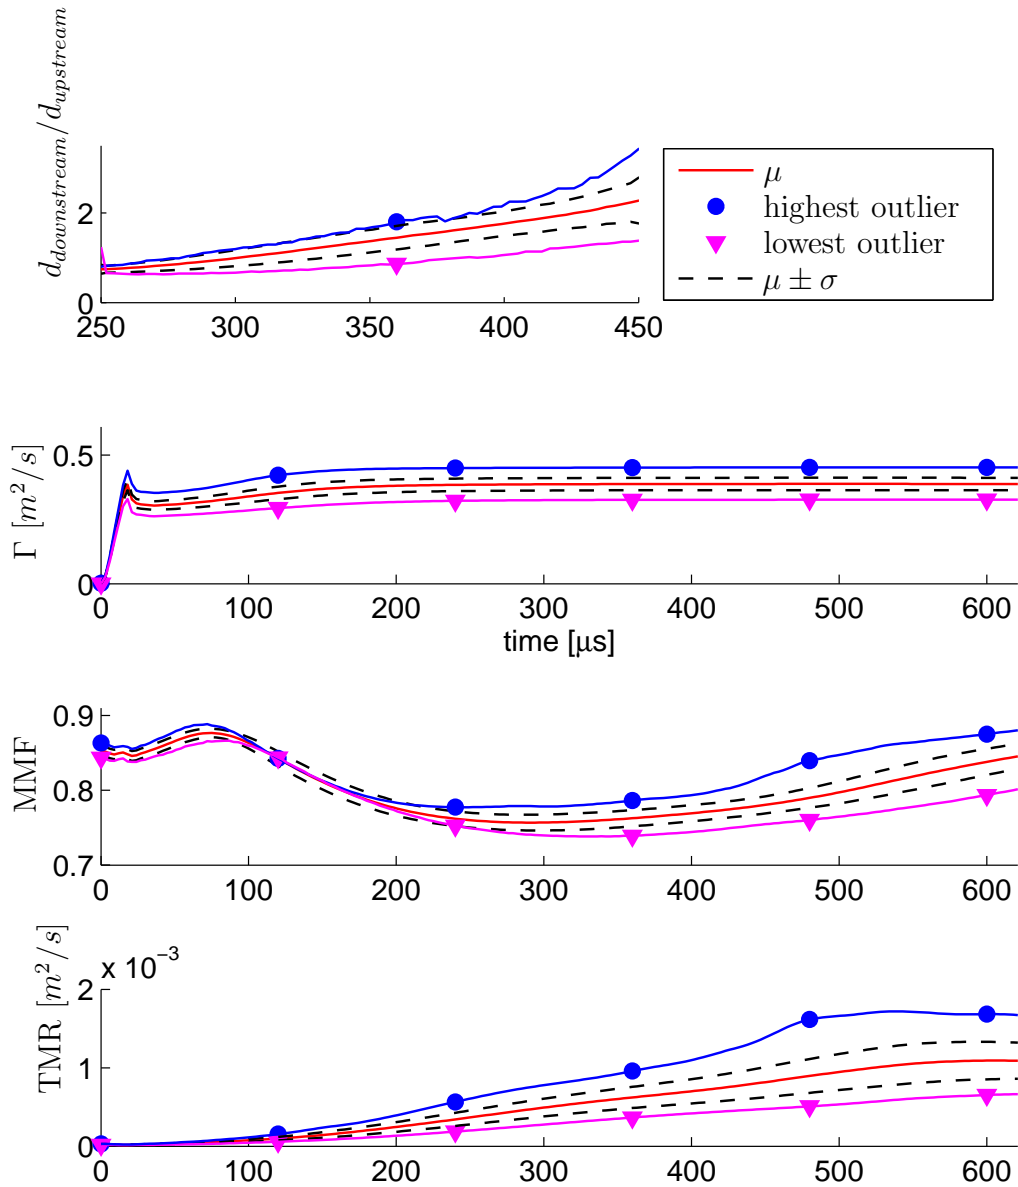 d_downstream/d_upstream
2
0
250 300 350 400 450
μ
highest outlier
lowest outlier
μ ± σ
Γ [m²/s]
0.5
0
0 100 200 300 400 500 600
time [μs]
MMF
0.9
0.8
0.7
0 100 200 300 400 500 600
TMR [m²/s]
x 10⁻³
2
1
0
0 100 200 300 400 500 600